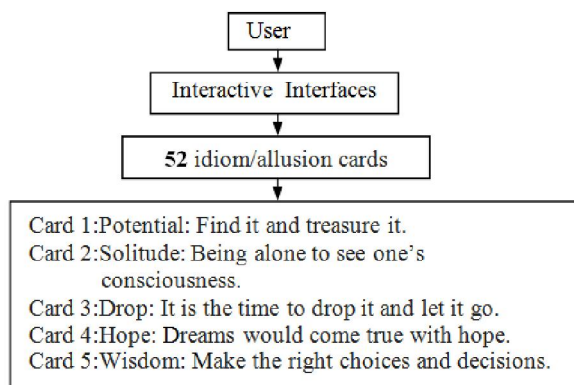 User
Interactive Interfaces
52 idiom/allusion cards
Card 1:Potential: Find it and treasure it.
Card 2:Solitude: Being alone to see one's
consciousness.
Card 3:Drop: It is the time to drop it and let it go.
Card 4:Hope: Dreams would come true with hope.
Card 5:Wisdom: Make the right choices and decisions.